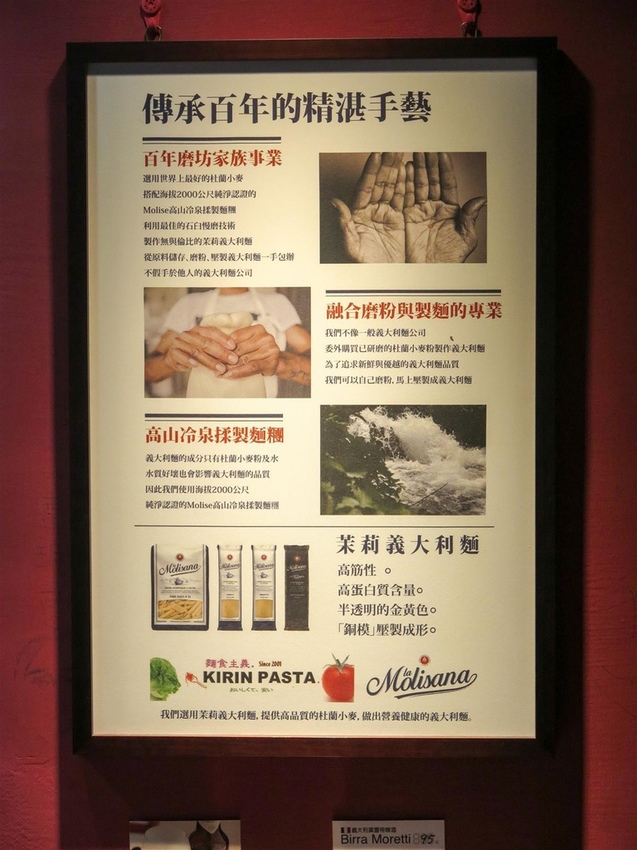 傳承百年的精湛手藝
百年磨坊家族事業
選用世界上最好的杜蘭小麥
搭配海拔2000公尺純淨認證的
Molise高山冷泉揉製麵糰
利用最佳的石臼慢磨技術
製作無與倫比的茉莉義大利麵
從原料儲存、磨粉、壓製義大利麵一手包辦
不假手於他人的義大利麵公司
融合磨粉與製麵的專業
我們不像一般義大利麵公司
委外購買已研磨的杜蘭小麥粉製作義大利麵
為了追求新鮮與優越的義大利麵品質
我們可以自己磨粉,馬上壓製成義大利麵
高山冷泉揉製麵糰
義大利麵的成分只有杜蘭小麥粉及水
水質好壞也會影響義大利麵的品質
因此我們使用海拔2000公尺
純淨認證的Molise高山冷泉揉製麵糰
茉莉義大利麵
高筋性。
高蛋白質含量。
半透明的金黃色。
「銅模」壓製成形。
la Molisana
麵食主義. Since 2001
KIRIN PASTA
おいしくて、安い
la Molisana
我們選用茉莉義大利麵,提供高品質的杜蘭小麥,做出營養健康的義大利麵。
Birra Moretti 95